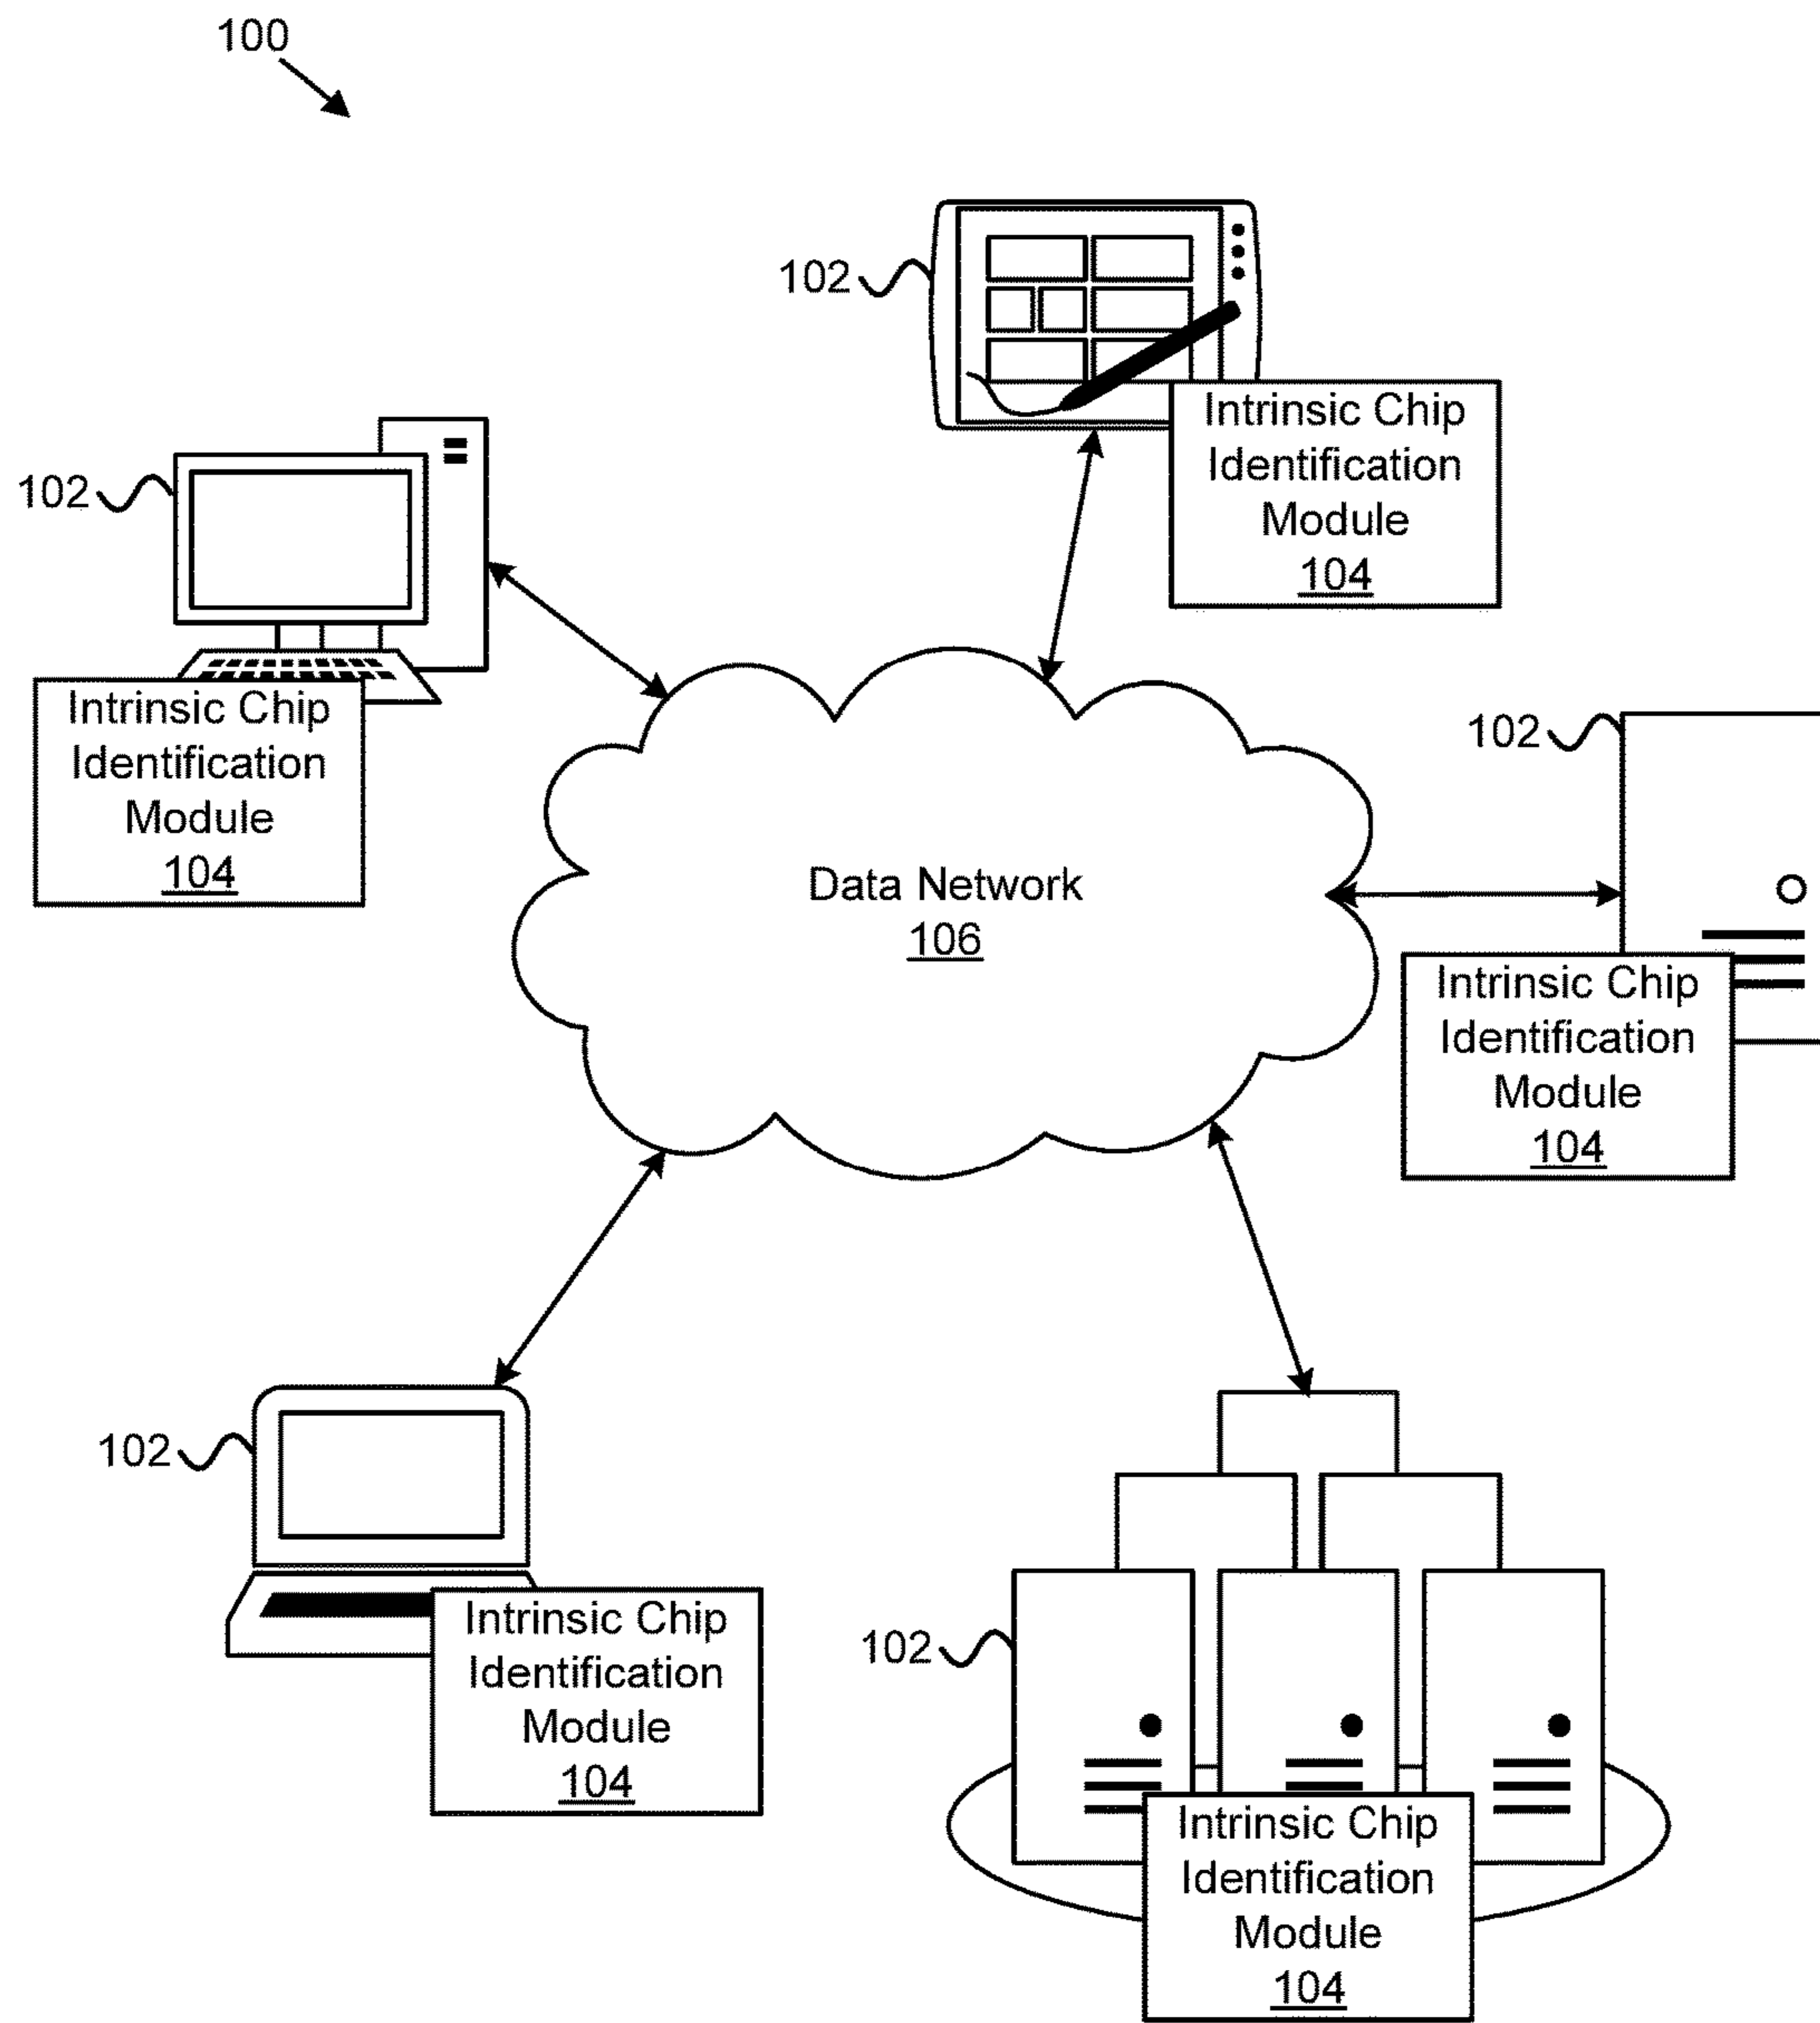 100
102
Intrinsic Chip
Identification
Module
104
102
Intrinsic Chip
Identification
Module
104
102
Intrinsic Chip
Identification
Module
104
Data Network
106
102
Intrinsic Chip
Identification
Module
104
102
Intrinsic Chip
Identification
Module
104